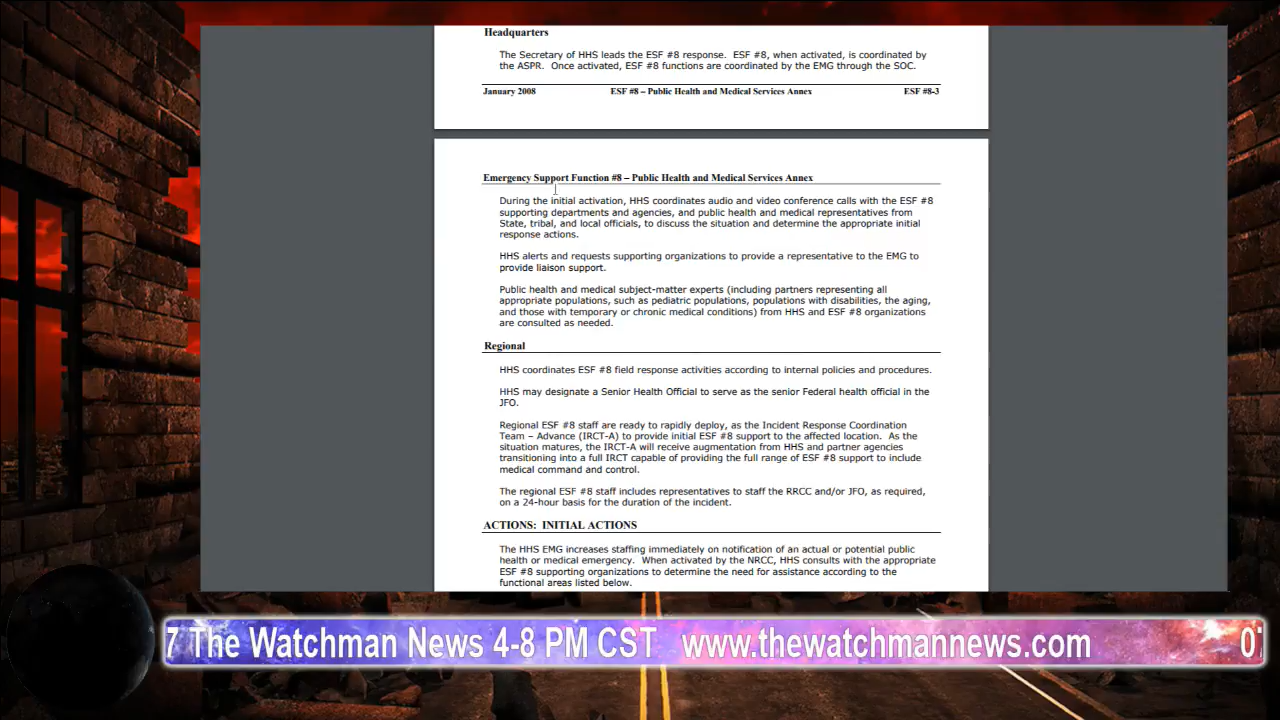 Headquarters
The Secretary of HHS leads the ESF #8 response. ESF #8, when activated, is coordinated by
the ASPR. Once activated, ESF #8 functions are coordinated by the EMG through the SOC.
January 2008 ESF #8 – Public Health and Medical Services Annex ESF #8-3
Emergency Support Function #8 – Public Health and Medical Services Annex
During the initial activation, HHS coordinates audio and video conference calls with the ESF #8
supporting departments and agencies, and public health and medical representatives from
State, tribal, and local officials, to discuss the situation and determine the appropriate initial
response actions.
HHS alerts and requests supporting organizations to provide a representative to the EMG to
provide liaison support.
Public health and medical subject-matter experts (including partners representing all
appropriate populations, such as pediatric populations, populations with disabilities, the aging,
and those with temporary or chronic medical conditions) from HHS and ESF #8 organizations
are consulted as needed.
Regional
HHS coordinates ESF #8 field response activities according to internal policies and procedures.
HHS may designate a Senior Health Official to serve as the senior Federal health official in the
JFO.
Regional ESF #8 staff are ready to rapidly deploy, as the Incident Response Coordination
Team – Advance (IRCT-A) to provide initial ESF #8 support to the affected location. As the
situation matures, the IRCT-A will receive augmentation from HHS and partner agencies
transitioning into a full IRCT capable of providing the full range of ESF #8 support to include
medical command and control.
The regional ESF #8 staff includes representatives to staff the RRCC and/or JFO, as required,
on a 24-hour basis for the duration of the incident.
ACTIONS: INITIAL ACTIONS
The HHS EMG increases staffing immediately on notification of an actual or potential public
health or medical emergency. When activated by the NRCC, HHS consults with the appropriate
ESF #8 supporting organizations to determine the need for assistance according to the
functional areas listed below.
7 The Watchman News 4-8 PM CST www.thewatchmannews.com 0